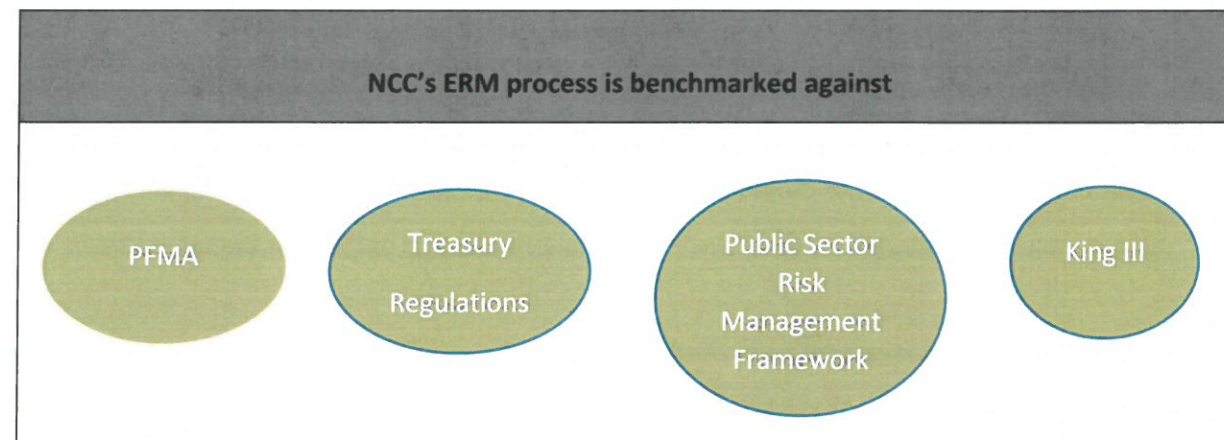 NCC's ERM process is benchmarked against
PFMA
Treasury
Regulations
Public Sector
Risk
Management
Framework
King III